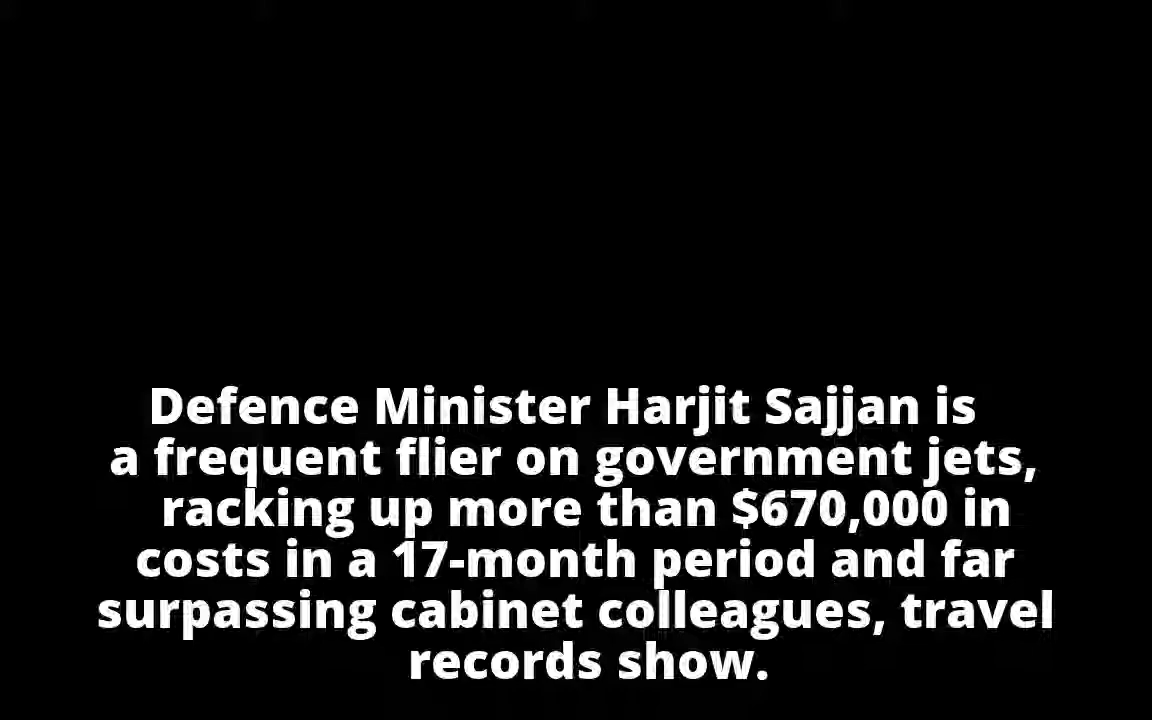 Defence Minister Harjit Sajjan is
a frequent flier on government jets,
racking up more than $670,000 in
costs in a 17-month period and far
surpassing cabinet colleagues, travel
records show.